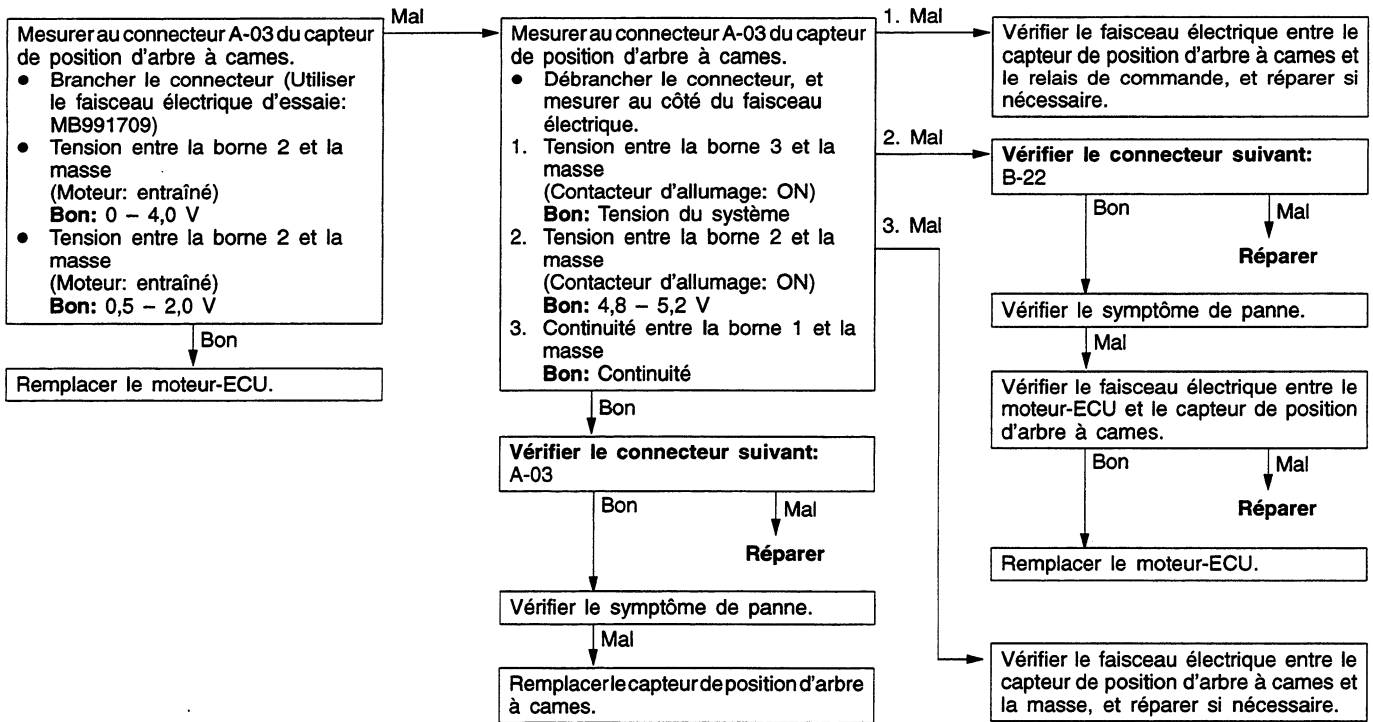 Mesurer au connecteur A-03 du capteur
de position d'arbre à cames.
● Brancher le connecteur (Utiliser
le faisceau électrique d'essaie:
MB991709)
● Tension entre la borne 2 et la
masse
(Moteur: entraîné)
Bon: 0 – 4,0 V
● Tension entre la borne 2 et la
masse
(Moteur: entraîné)
Bon: 0,5 – 2,0 V
Bon
Remplacer le moteur-ECU.
Mal
Mesurer au connecteur A-03 du capteur
de position d'arbre à cames.
● Débrancher le connecteur, et
mesurer au côté du faisceau
électrique.
1. Tension entre la borne 3 et la
masse
(Contacteur d'allumage: ON)
Bon: Tension du système
2. Tension entre la borne 2 et la
masse
(Contacteur d'allumage: ON)
Bon: 4,8 – 5,2 V
3. Continuité entre la borne 1 et la
masse
Bon: Continuité
Bon
Vérifier le connecteur suivant:
A-03
Bon
Mal
Réparer
Vérifier le symptôme de panne.
Mal
Remplacer le capteur de position d'arbre
à cames.
1. Mal
Vérifier le faisceau électrique entre le
capteur de position d'arbre à cames et
le relais de commande, et réparer si
nécessaire.
2. Mal
Vérifier le connecteur suivant:
B-22
Bon
Mal
Réparer
Vérifier le symptôme de panne.
Mal
Vérifier le faisceau électrique entre le
moteur-ECU et le capteur de position
d'arbre à cames.
Bon
Mal
Réparer
Remplacer le moteur-ECU.
3. Mal
Vérifier le faisceau électrique entre le
capteur de position d'arbre à cames et
la masse, et réparer si nécessaire.